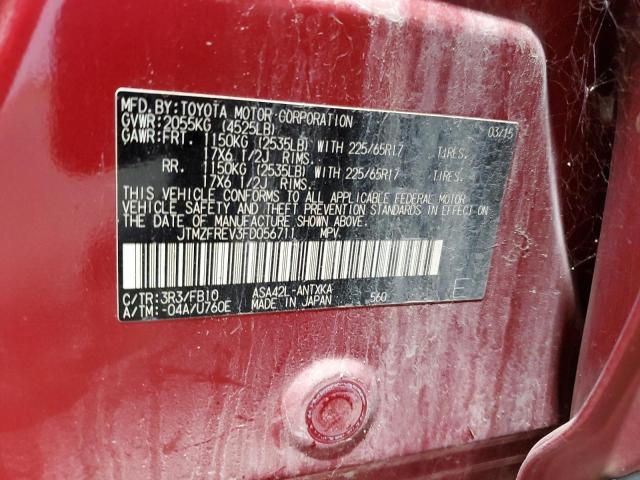 MFD. BY: TOYOTA MOTOR CORPORATION 03/15
GVWR: 2055KG (4525LB)
GAWR: FRT. 1150KG (2535LB) WITH 225/65R17 TIRES,
17X6 1/2J RIMS.
RR. 1150KG (2535LB) WITH 225/65R17 TIRES,
17X6 1/2J RIMS.
THIS VEHICLE CONFORMS TO ALL APPLICABLE FEDERAL MOTOR
VEHICLE SAFETY AND THEFT PREVENTION STANDARDS IN EFFECT
ON THE DATE OF MANUFACTURE SHOWN ABOVE.
JTMZFREV3FD056711 MPV
C/TR: 3R3/FB10 ASA42L-ANTXKA
A/TM: -04A/U760E MADE IN JAPAN 560 E